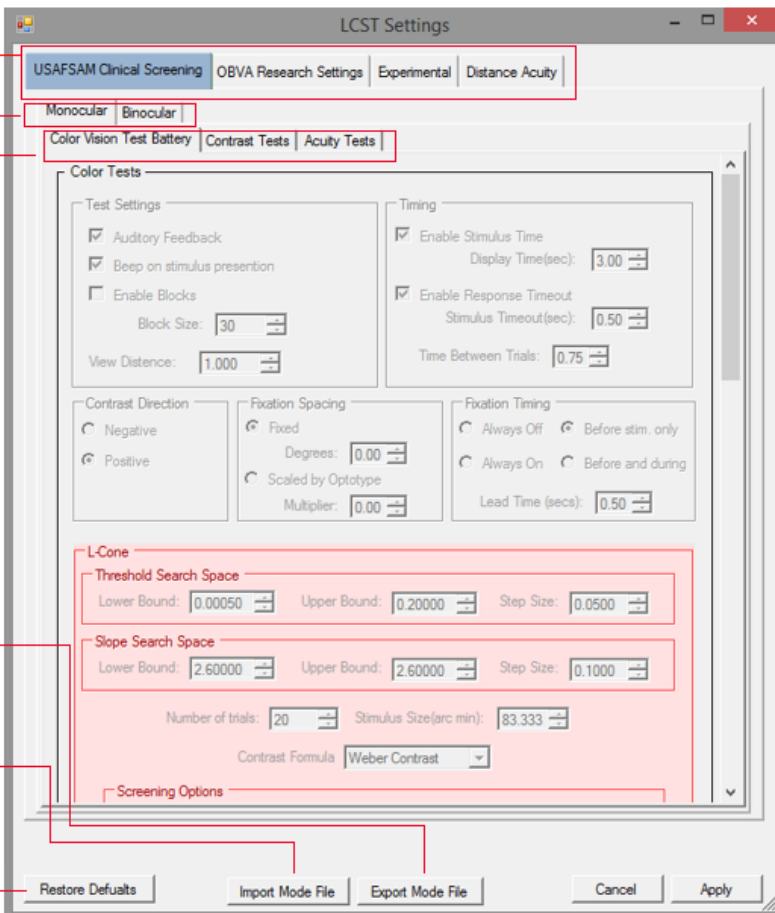 LCST Settings
USAFSAM Clinical Screening OBVA Research Settings Experimental Distance Acuity
Monocular Binocular
Color Vision Test Battery Contrast Tests Acuity Tests
Color Tests
Test Settings
Auditory Feedback
Beep on stimulus presention
Enable Blocks
Block Size: 30
View Distence: 1.000
Timing
Enable Stimulus Time
Display Time(sec): 3.00
Enable Response Timeout
Stimulus Timeout(sec): 0.50
Time Between Trials: 0.75
Contrast Direction
Negative
Positive
Fixation Spacing
Fixed
Degrees: 0.00
Scaled by Optotype
Multiplier: 0.00
Fixation Timing
Always Off Before stim. only
Always On Before and during
Lead Time (secs): 0.50
L-Cone
Threshold Search Space
Lower Bound: 0.00050 Upper Bound: 0.20000 Step Size: 0.0500
Slope Search Space
Lower Bound: 2.60000 Upper Bound: 2.60000 Step Size: 0.1000
Number of trials: 20 Stimulus Size(arc min): 83.333
Contrast Formula Weber Contrast
Screening Options
Restore Defualts Import Mode File Export Mode File Cancel Apply